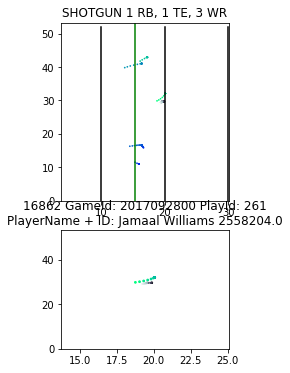 SHOTGUN 1 RB, 1 TE, 3 WR
50
40
30
20
10
0
10 20 30
16862 GameId: 2017092800 PlayId: 261
PlayerName + ID: Jamaal Williams 2558204.0
40
20
0
15.0 17.5 20.0 22.5 25.0